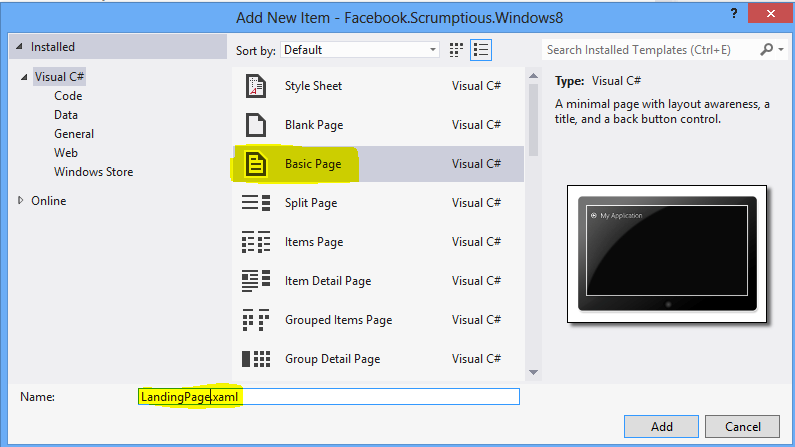 Add New Item - Facebook.Scrumptious.Windows8
? X
Installed
Sort by: Default
Search Installed Templates (Ctrl+E)
Visual C#
Code
Data
General
Web
Windows Store
Online
Style Sheet Visual C#
Blank Page Visual C#
Basic Page Visual C#
Split Page Visual C#
Items Page Visual C#
Item Detail Page Visual C#
Grouped Items Page Visual C#
Group Detail Page Visual C#
Type: Visual C#
A minimal page with layout awareness, a
title, and a back button control.
My Application
Name: LandingPage.xaml
Add Cancel